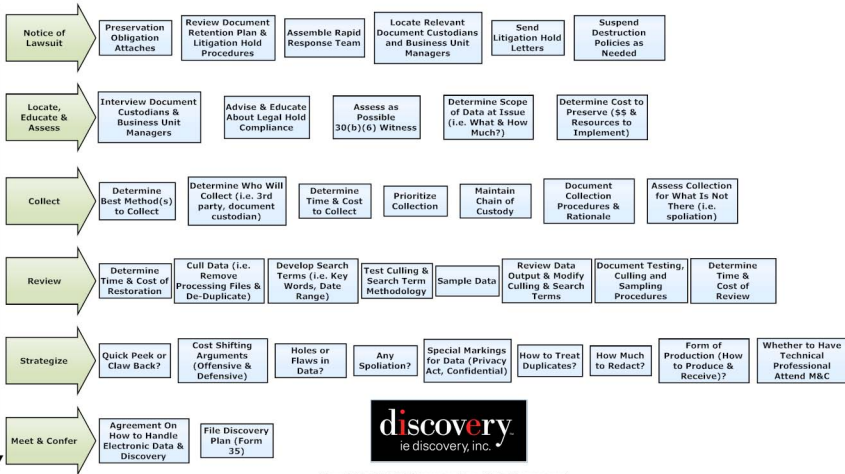 Notice of
Lawsuit
Preservation
Obligation
Attaches
Review Document
Retention Plan &
Litigation Hold
Procedures
Assemble Rapid
Response Team
Locate Relevant
Document Custodians
and Business Unit
Managers
Send
Litigation Hold
Letters
Suspend
Destruction
Policies as
Needed
Locate,
Educate &
Assess
Interview Document
Custodians &
Business Unit
Managers
Advise & Educate
About Legal Hold
Compliance
Assess as
Possible
30(b)(6) Witness
Determine Scope
of Data at Issue
(i.e. What & How
Much?)
Determine Cost to
Preserve ($$ &
Resources to
Implement)
Collect
Determine
Best Method(s)
to Collect
Determine Who Will
Collect (i.e. 3rd
party, document
custodian)
Determine
Time & Cost
to Collect
Prioritize
Collection
Maintain
Chain of
Custody
Document
Collection
Procedures &
Rationale
Assess Collection
for What Is Not
There (i.e.
spoliation)
Review
Determine
Time & Cost of
Restoration
Cull Data (i.e.
Remove
Processing Files &
De-Duplicate)
Develop Search
Terms (i.e. Key
Words, Date
Range)
Test Culling &
Search Term
Methodology
Sample Data
Review Data
Output & Modify
Culling & Search
Terms
Document Testing,
Culling and
Sampling
Procedures
Determine
Time &
Cost of
Review
Strategize
Quick Peek or
Claw Back?
Cost Shifting
Arguments
(Offensive &
Defensive)
Holes or
Flaws in
Data?
Any
Spoliation?
Special Markings
for Data (Privacy
Act, Confidential)
How to Treat
Duplicates?
How Much
to Redact?
Form of
Production (How
to Produce &
Receive)?
Whether to Have
Technical
Professional
Attend M&C
Meet & Confer
Agreement On
How to Handle
Electronic Data &
Discovery
File Discovery
Plan (Form
35)
discovery
ie discovery, inc.